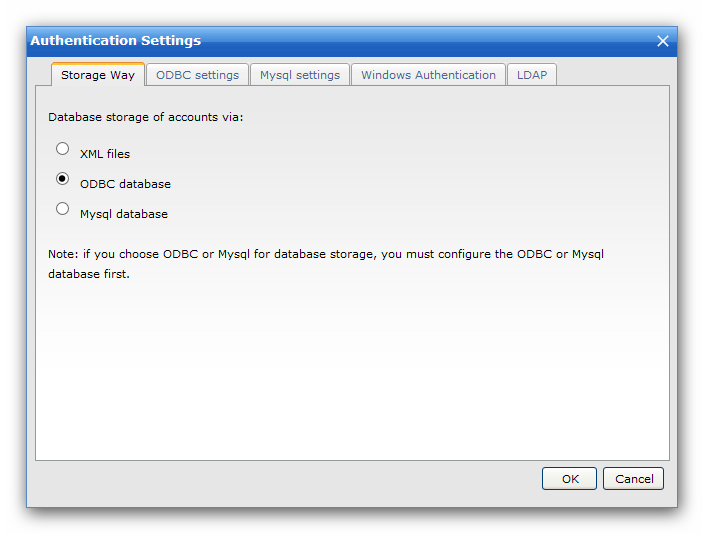 Authentication Settings
Storage Way
ODBC settings
Mysql settings
Windows Authentication
LDAP
Database storage of accounts via:
XML files
ODBC database
Mysql database
Note: if you choose ODBC or Mysql for database storage, you must configure the ODBC or Mysql
database first.
OK
Cancel